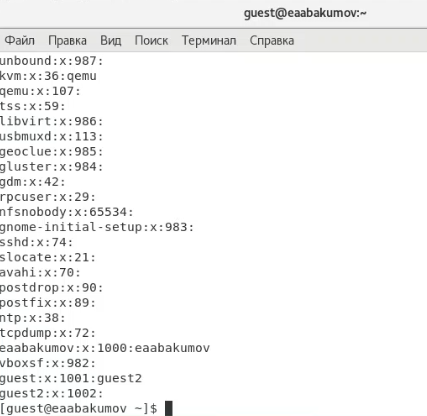 guest@eaabakumov:~
Файл Правка Вид Поиск Терминал Справка
unbound:x:987:
kvm:x:36:qemu
qemu:x:107:
tss:x:59:
libvirt:x:986:
usbmuxd:x:113:
geoclue:x:985:
gluster:x:984:
gdm:x:42:
rpcuser:x:29:
nfsnobody:x:65534:
gnome-initial-setup:x:983:
sshd:x:74:
slocate:x:21:
avahi:x:70:
postdrop:x:90:
postfix:x:89:
ntp:x:38:
tcpdump:x:72:
eaabakumov:x:1000:eaabakumov
vboxsf:x:982:
guest:x:1001:guest2
guest2:x:1002:
[guest@eaabakumov ~]$